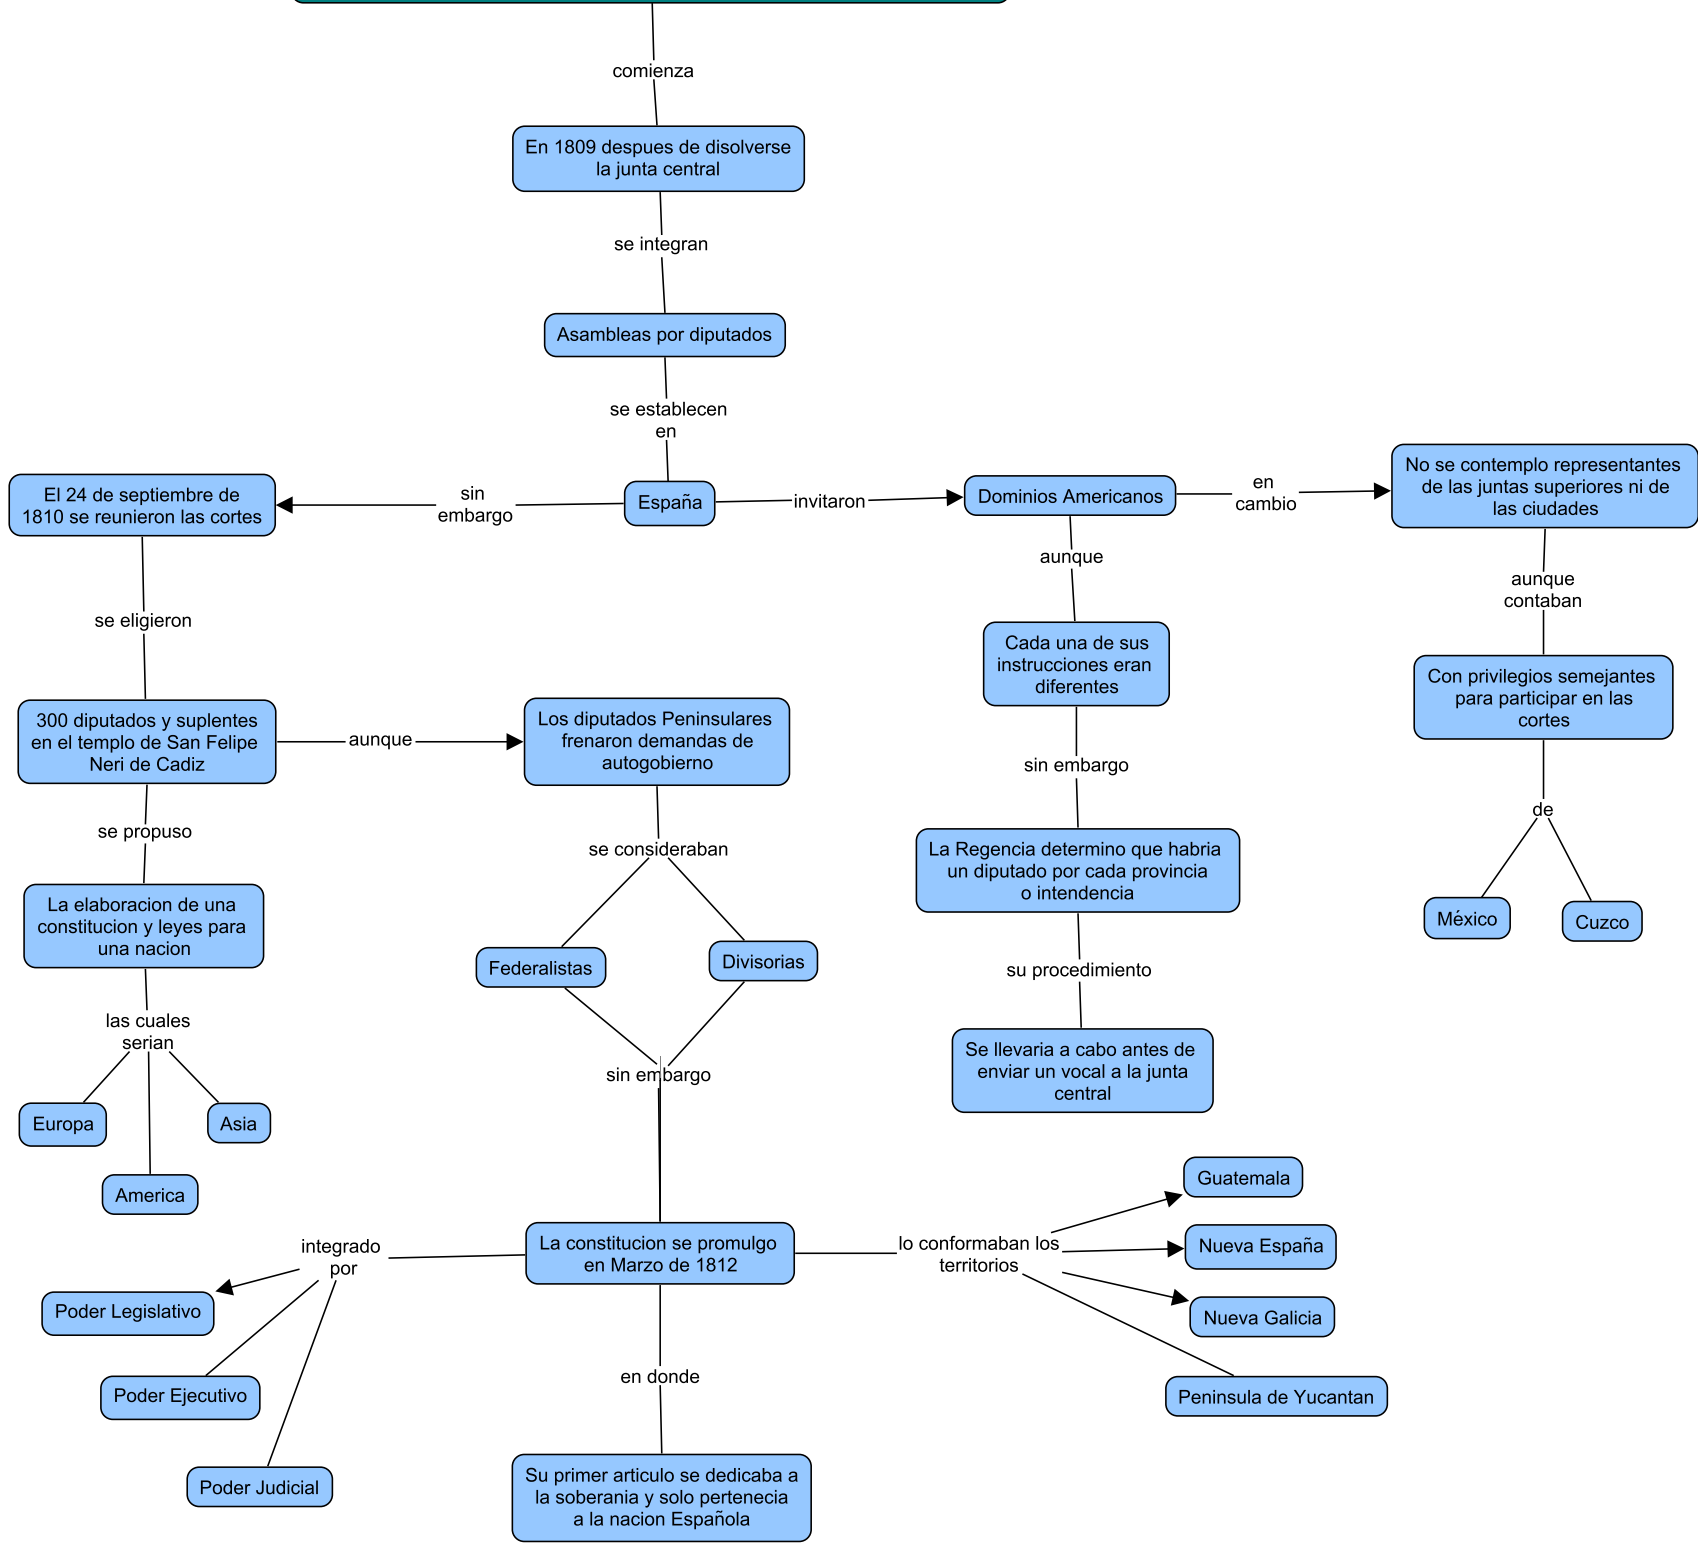 comienza
En 1809 despues de disolverse
la junta central
se integran
Asambleas por diputados
se establecen
en
España
sin
embargo
El 24 de septiembre de
1810 se reunieron las cortes
invitaron
Dominios Americanos
en
cambio
No se contemplo representantes
de las juntas superiores ni de
las ciudades
se eligieron
300 diputados y suplentes
en el templo de San Felipe
Neri de Cadiz
aunque
Los diputados Peninsulares
frenaron demandas de
autogobierno
se propuso
La elaboracion de una
constitucion y leyes para
una nacion
las cuales
serian
Europa
America
Asia
se consideraban
Federalistas
Divisorias
sin embargo
La constitucion se promulgo
en Marzo de 1812
integrado
por
Poder Legislativo
Poder Ejecutivo
Poder Judicial
en donde
Su primer articulo se dedicaba a
la soberania y solo pertenecia
a la nacion Española
lo conformaban los
territorios
Guatemala
Nueva España
Nueva Galicia
Peninsula de Yucantan
aunque
Cada una de sus
instrucciones eran
diferentes
sin embargo
La Regencia determino que habria
un diputado por cada provincia
o intendencia
su procedimiento
Se llevaria a cabo antes de
enviar un vocal a la junta
central
aunque
contaban
Con privilegios semejantes
para participar en las
cortes
de
México
Cuzco